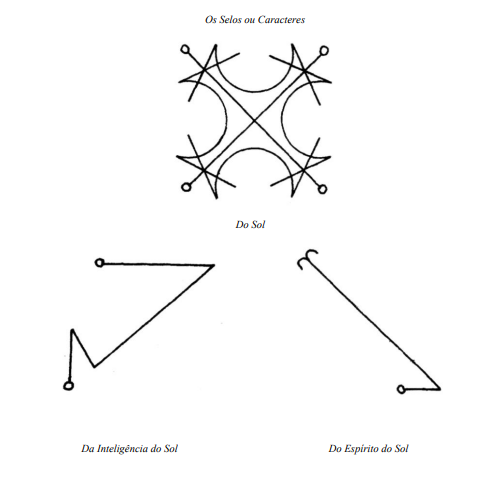 Os Selos ou Caracteres
Do Sol
Da Inteligência do Sol
Do Espírito do Sol